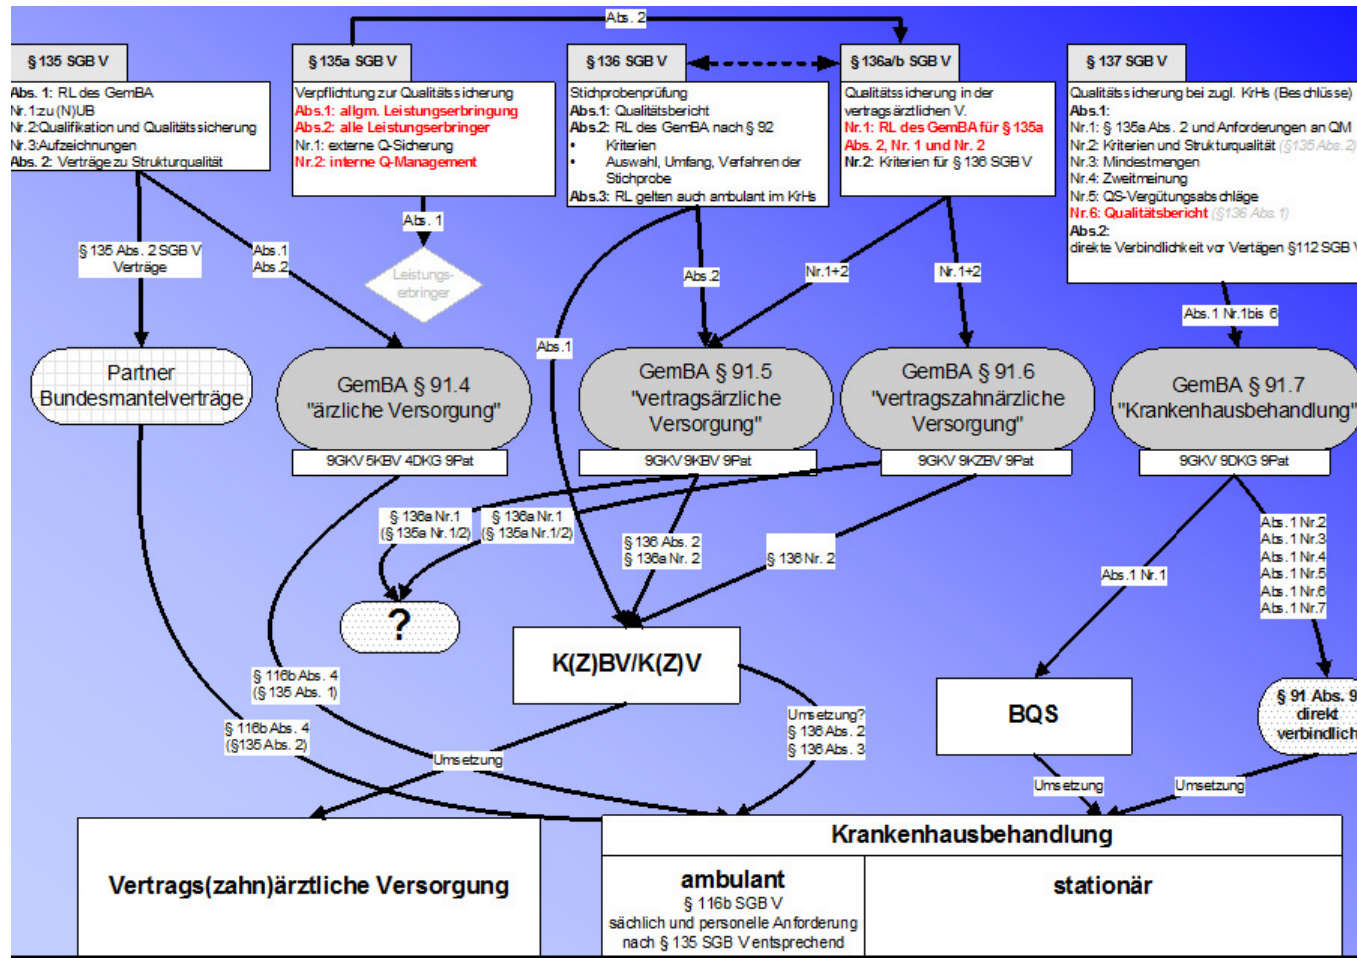 Abs. 2
§ 135 SGB V
Abs. 1: RL des GemBA
Nr.1:zu (N)UB
Nr.2:Qualifikation und Qualitätssicherung
Nr.3:Aufzeichnungen
Abs. 2: Verträge zu Strukturqualität
§ 135a SGB V
Verpflichtung zur Qualitätssicherung
Abs.1: allgm. Leistungserbringung
Abs.2: alle Leistungserbringer
Nr.1: externe Q-Sicherung
Nr.2: interne Q-Management
§ 136 SGB V
Stichprobenprüfung
Abs.1: Qualitätsbericht
Abs.2: RL des GemBA nach § 92
• Kriterien
• Auswahl, Umfang, Verfahren der
Stichprobe
Abs.3: RL gelten auch ambulant im KrHs
§ 136a/b SGB V
Qualitätssicherung in der
vertragsärztlichen V.
Nr.1: RL des GemBA für § 135a
Abs. 2, Nr. 1 und Nr. 2
Nr.2: Kriterien für § 136 SGB V
§ 137 SGB V
Qualitätssicherung bei zugl. KrHs (Beschlüsse)
Abs.1:
Nr.1: § 135a Abs. 2 und Anforderungen an QM
Nr.2: Kriterien und Strukturqualität (§135 Abs. 2)
Nr.3: Mindestmengen
Nr.4: Zweitmeinung
Nr.5: QS-Vergütungsabschläge
Nr.6: Qualitätsbericht (§136 Abs.1)
Abs.2:
direkte Verbindlichkeit vor Vertägen §112 SGB V
§ 135 Abs. 2 SGB V
Verträge
Abs.1
Abs.2
Abs. 1
Leistungs-
erbringer
Abs.2
Nr.1+2
Nr.1+2
Abs.1 Nr.1bis 6
Abs.1
Partner
Bundesmantelverträge
GemBA § 91.4
"ärzliche Versorgung"
9GKV 5KBV 4DKG 9Pat
GemBA § 91.5
"vertragsärzliche
Versorgung"
9GKV 9KBV 9Pat
GemBA § 91.6
"vertragszahnärzliche
Versorgung"
9GKV 9KZBV 9Pat
GemBA § 91.7
"Krankenhausbehandlung"
9GKV 9DKG 9Pat
§ 136a Nr.1
(§ 135a Nr.1/2)
§ 136a Nr.1
(§ 135a Nr.1/2)
§ 136 Abs. 2
§ 136a Nr. 2
§ 136 Nr. 2
Abs.1 Nr.1
Abs.1 Nr.2
Abs.1 Nr.3
Abs.1 Nr.4
Abs.1 Nr.5
Abs.1 Nr.6
Abs.1 Nr.7
?
K(Z)BV/K(Z)V
§ 116b Abs. 4
(§ 135 Abs. 1)
§ 116b Abs. 4
(§135 Abs. 2)
Umsetzung
Umsetzung?
§ 136 Abs. 2
§ 136 Abs. 3
BQS
§ 91 Abs. 9
direkt
verbindlich
Umsetzung
Umsetzung
Vertrags(zahn)ärztliche Versorgung
Krankenhausbehandlung
ambulant
§ 116b SGB V
sächlich und personelle Anforderung
nach § 135 SGB V entsprechend
stationär